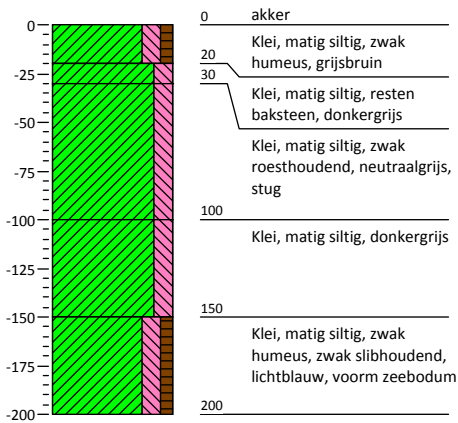 0 akker
0
Klei, matig siltig, zwak
humeus, grijsbruin
20
-25
30
Klei, matig siltig, resten
baksteen, donkergrijs
-50
Klei, matig siltig, zwak
roesthoudend, neutraalgrijs,
stug
-75
-100
100
Klei, matig siltig, donkergrijs
-125
-150
150
Klei, matig siltig, zwak
humeus, zwak slibhoudend,
lichtblauw, voorm zeebodum
-175
-200
200